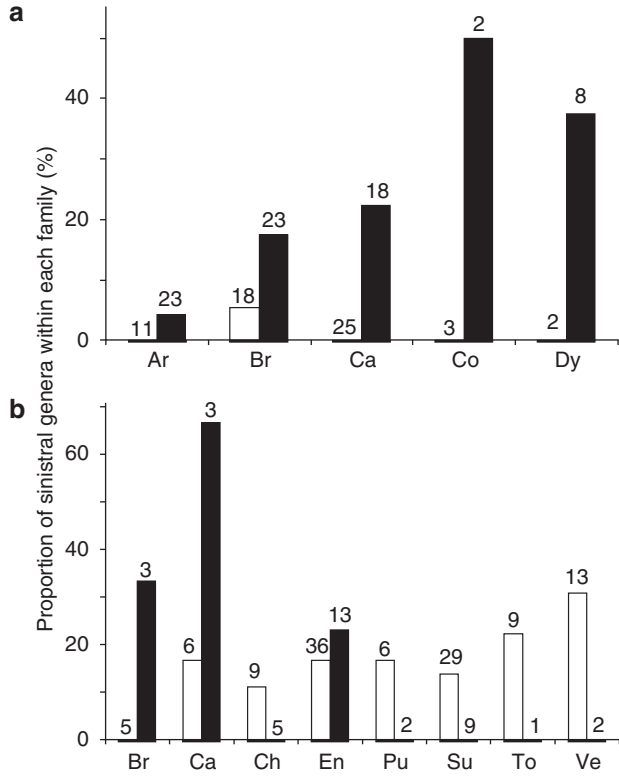 a
Proportion of sinistral genera within each family (%)
40
20
0
11 23 18 23 25 18 3 2 2 8
Ar Br Ca Co Dy
b
60
40
20
0
5 3 6 3 9 5 36 13 6 2 29 9 9 1 13 2
Br Ca Ch En Pu Su To Ve